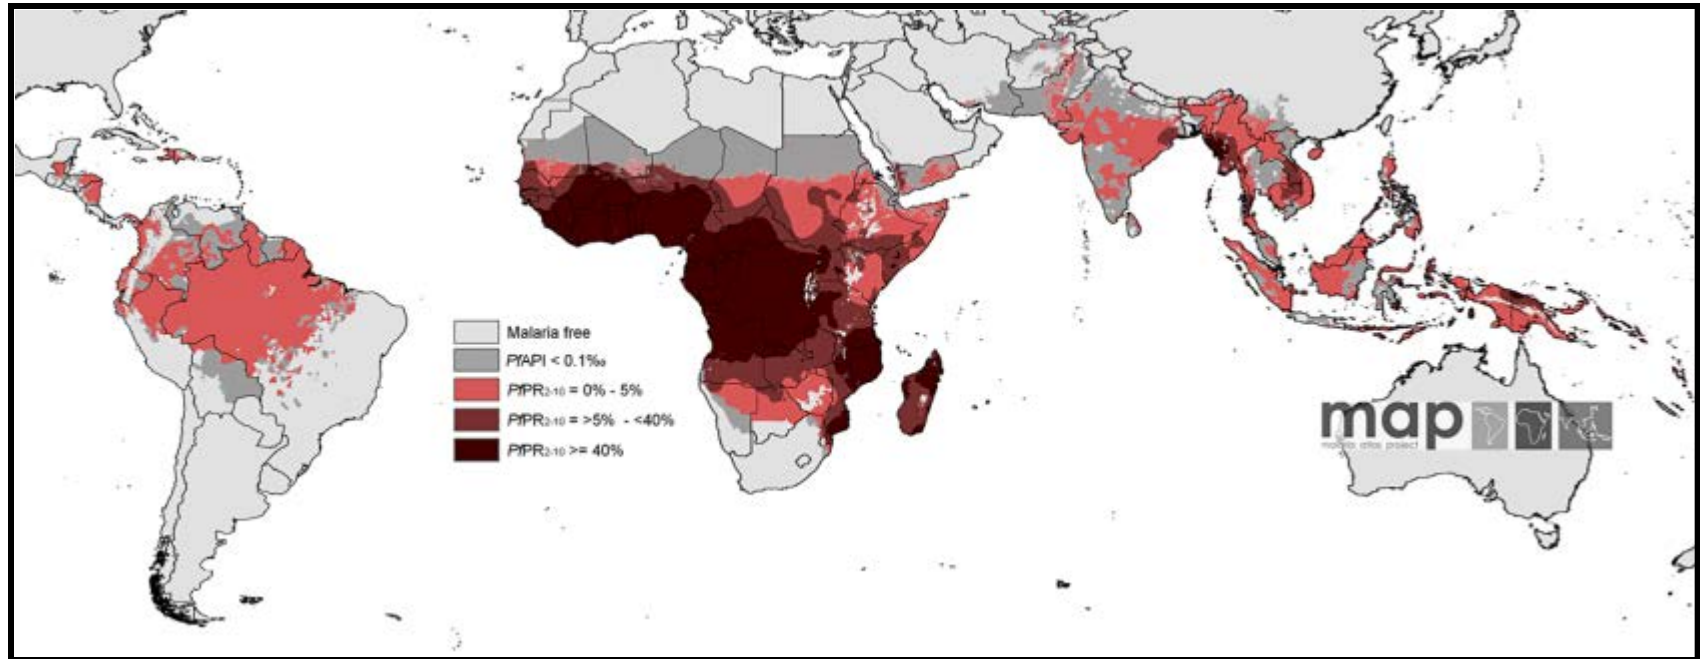 Malaria free
PfAPI < 0.1‰
PfPR2-10 = 0% - 5%
PfPR2-10 = >5% - <40%
PfPR2-10 >= 40%
map
malaria atlas project